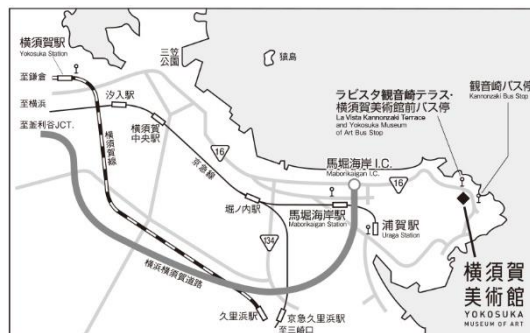 横須賀駅
Yokosuka Station
至鎌倉
至横浜
至釜利谷JCT.
汐入駅
横須賀
中央駅
横須賀線
京急線
三笠
公園
猿島
16
ラビスタ観音崎テラス・
横須賀美術館前バス停
La Vista Kannonzaki Terrace
and Yokosuka Museum
of Art Bus Stop
観音崎バス停
Kannonzaki Bus Stop
馬堀海岸 I.C.
Maborikaigan I.C.
16
堀ノ内駅
馬堀海岸駅
Maborikaigan Station
浦賀駅
Uraga Station
134
横浜横須賀道路
久里浜駅
京急久里浜駅
至三崎口
横須賀
美術館
YOKOSUKA
MUSEUM OF ART